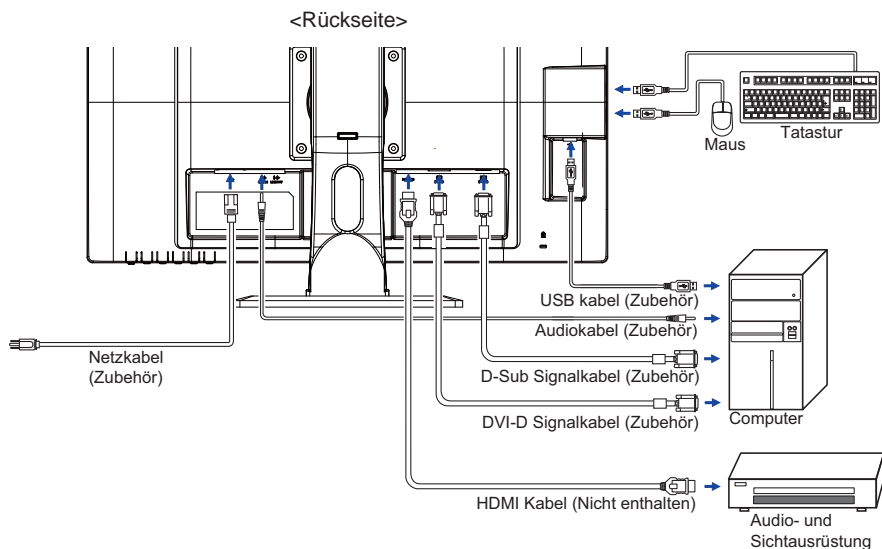 <Rückseite>
Tatastur
Maus
USB kabel (Zubehör)
Audiokabel (Zubehör)
Netzkabel
(Zubehör)
D-Sub Signalkabel (Zubehör)
DVI-D Signalkabel (Zubehör)
Computer
HDMI Kabel (Nicht enthalten)
Audio- und
Sichtausrüstung